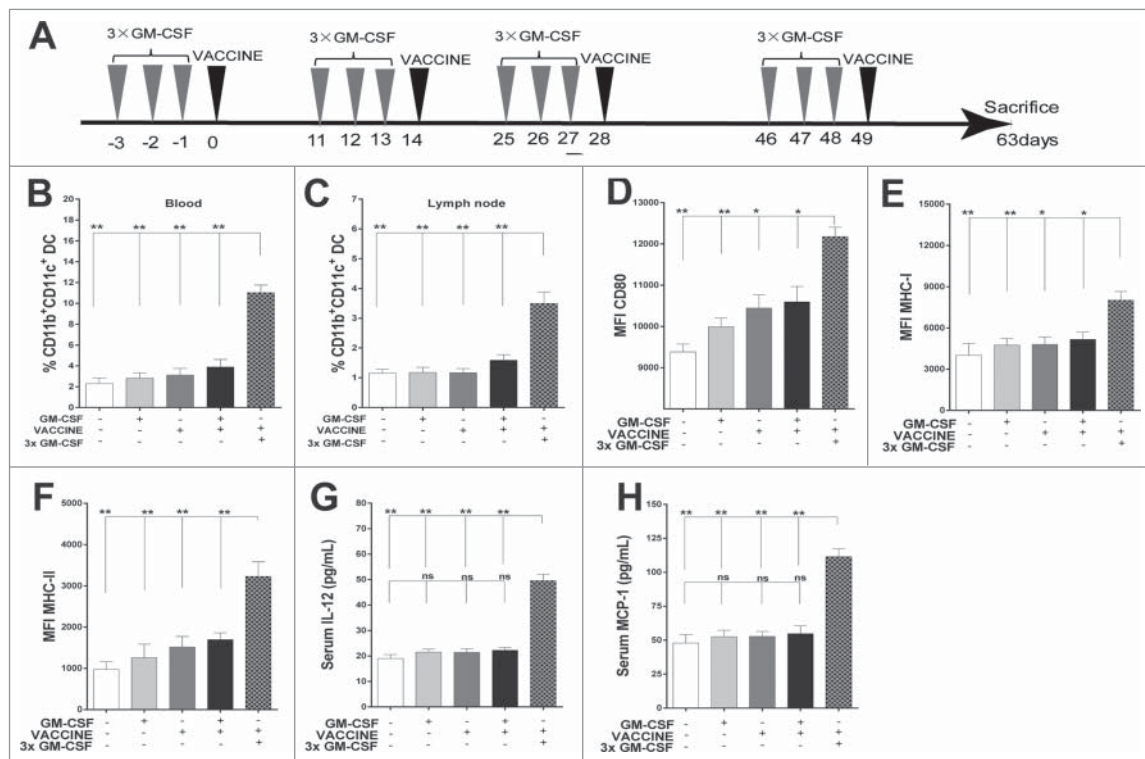 A
3×GM-CSF
VACCINE
3×GM-CSF
VACCINE
3×GM-CSF
VACCINE
3×GM-CSF
VACCINE
-3 -2 -1 0 11 12 13 14 25 26 27 28 46 47 48 49
Sacrifice
63days
B
Blood
% CD11b+CD11c+ DC
20
18
16
14
12
10
8
6
4
2
0
** ** ** **
GM-CSF - + - + -
VACCINE - - + + +
3x GM-CSF - - - - +
C
Lymph node
% CD11b+CD11c+ DC
7
6
5
4
3
2
1
0
** ** ** **
GM-CSF - + - + -
VACCINE - - + + +
3x GM-CSF - - - - +
D
MFI CD80
13000
12000
11000
10000
9000
** ** * *
GM-CSF - + - + -
VACCINE - - + + +
3x GM-CSF - - - - +
E
MFI MHC-I
15000
12000
9000
6000
3000
0
** ** * *
GM-CSF - + - + -
VACCINE - - + + +
3x GM-CSF - - - - +
F
MFI MHC-II
5000
4000
3000
2000
1000
0
** ** ** **
GM-CSF - + - + -
VACCINE - - + + +
3x GM-CSF - - - - +
G
Serum IL-12 (pg/mL)
80
70
60
50
40
30
20
10
0
** ** ** **
ns ns ns
GM-CSF - + - + -
VACCINE - - + + +
3x GM-CSF - - - - +
H
Serum MCP-1 (pg/mL)
150
125
100
75
50
25
0
** ** ** **
ns ns ns
GM-CSF - + - + -
VACCINE - - + + +
3x GM-CSF - - - - +